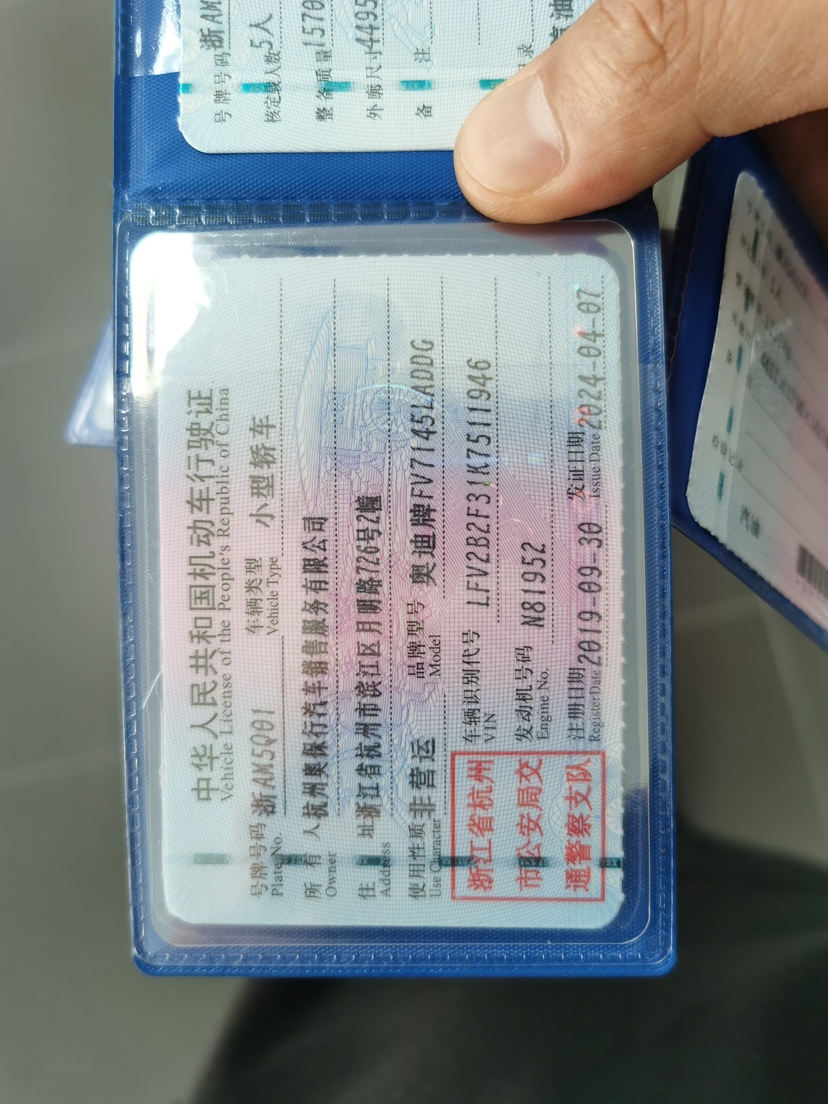 中华人民共和国机动车行驶证
Vehicle License of the People's Republic of China
号牌号码 浙AM5Q01 车辆类型 小型轿车
Plate No. Vehicle Type
所有人 杭州奥保行汽车销售服务有限公司
Owner
住址 浙江省杭州市滨江区月明路726号2幢
Address
使用性质 非营运 品牌型号 奥迪牌FV7145LADDG
Use Character Model
浙江省杭州
市公安局交
通警察支队
车辆识别代号 LFV2B2F31K7511946
VIN
发动机号码 N81952
Engine No.
注册日期 2019-09-30 发证日期 2024-04-07
Register Date Issue Date
号牌号码 浙AM
核定载人数 5人
整备质量 1570
外廓尺寸 4495
备注